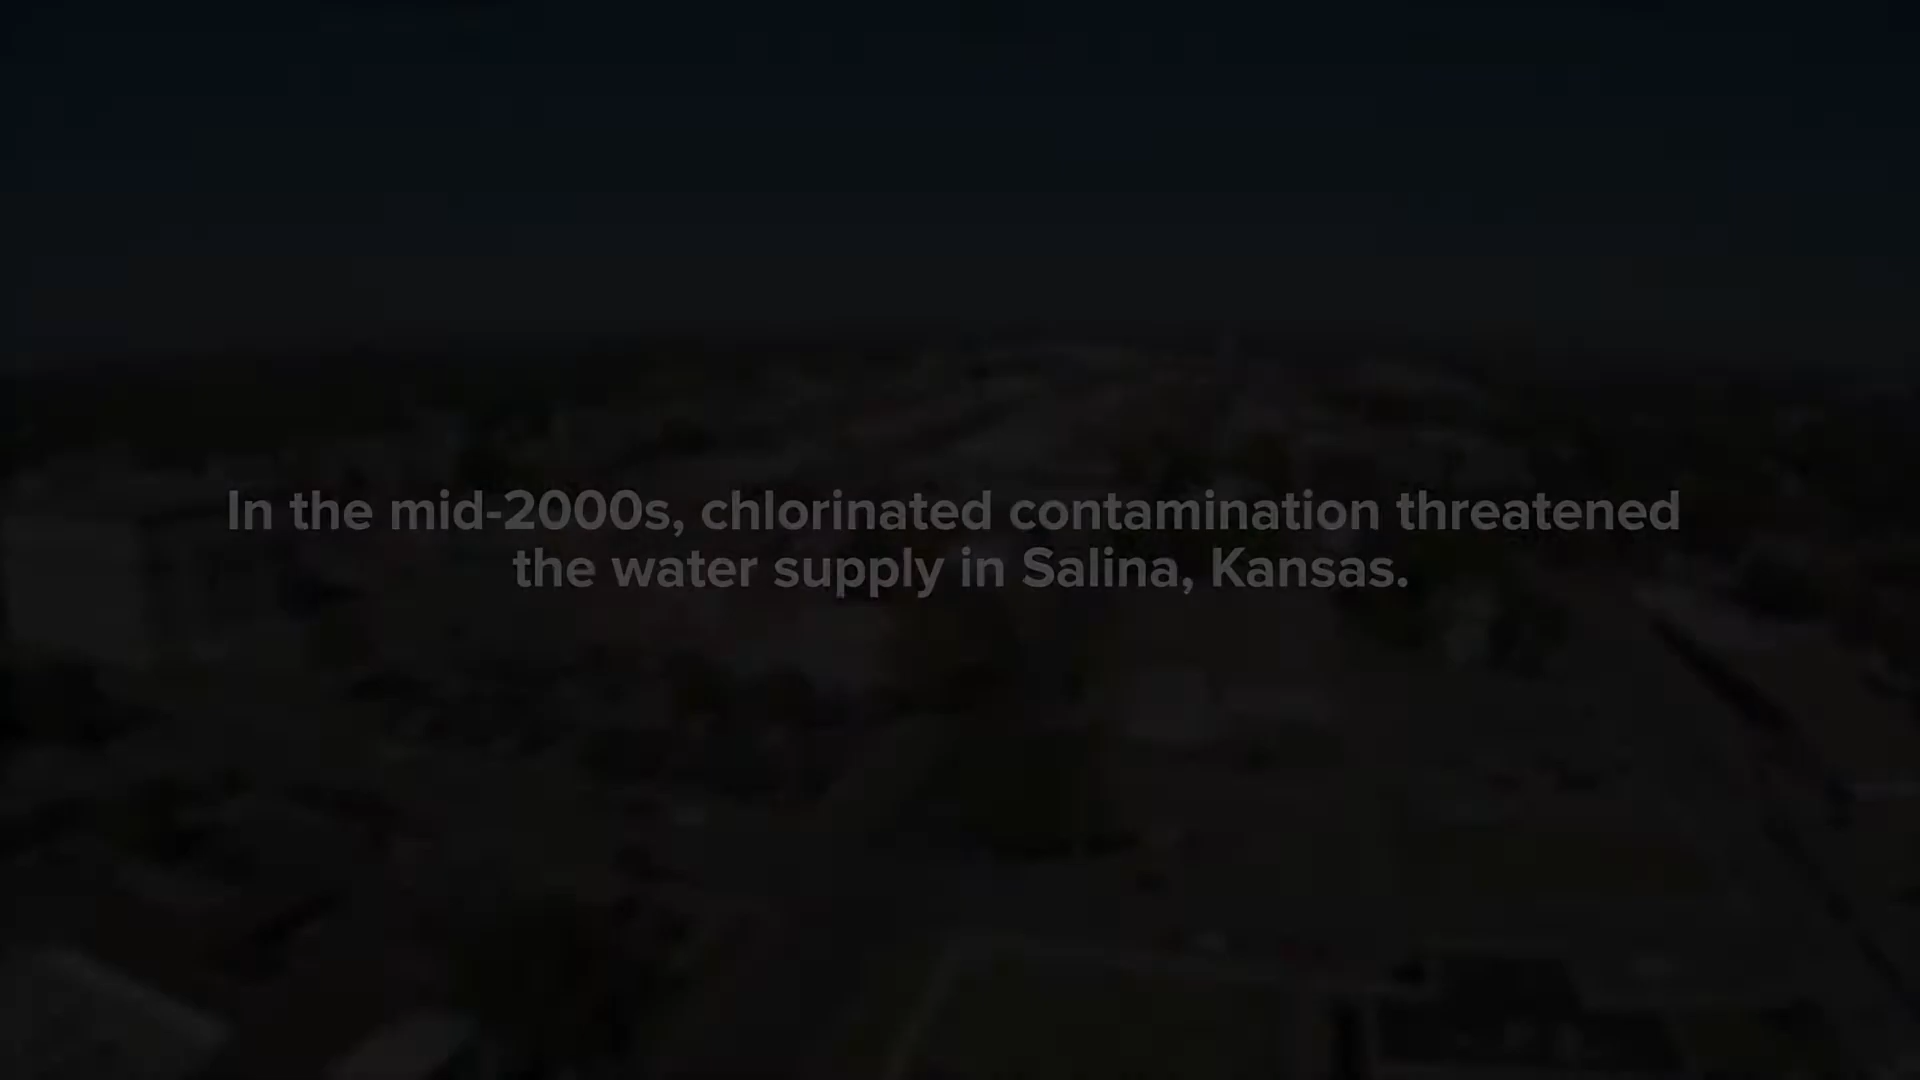 In the mid-2000s, chlorinated contamination threatened
the water supply in Salina, Kansas.